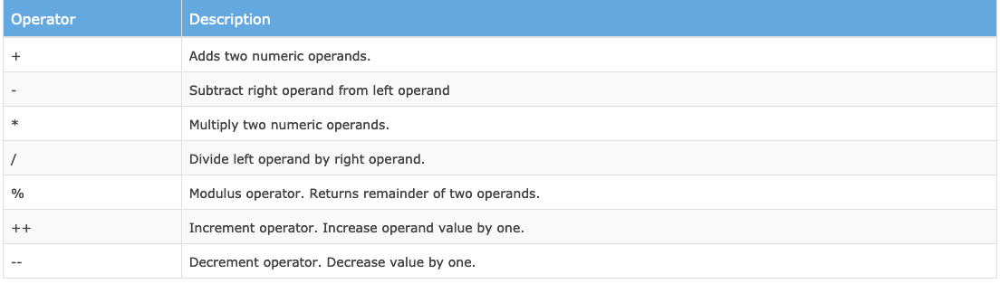 Operator Description
+ Adds two numeric operands.
- Subtract right operand from left operand
* Multiply two numeric operands.
/ Divide left operand by right operand.
% Modulus operator. Returns remainder of two operands.
++ Increment operator. Increase operand value by one.
-- Decrement operator. Decrease value by one.